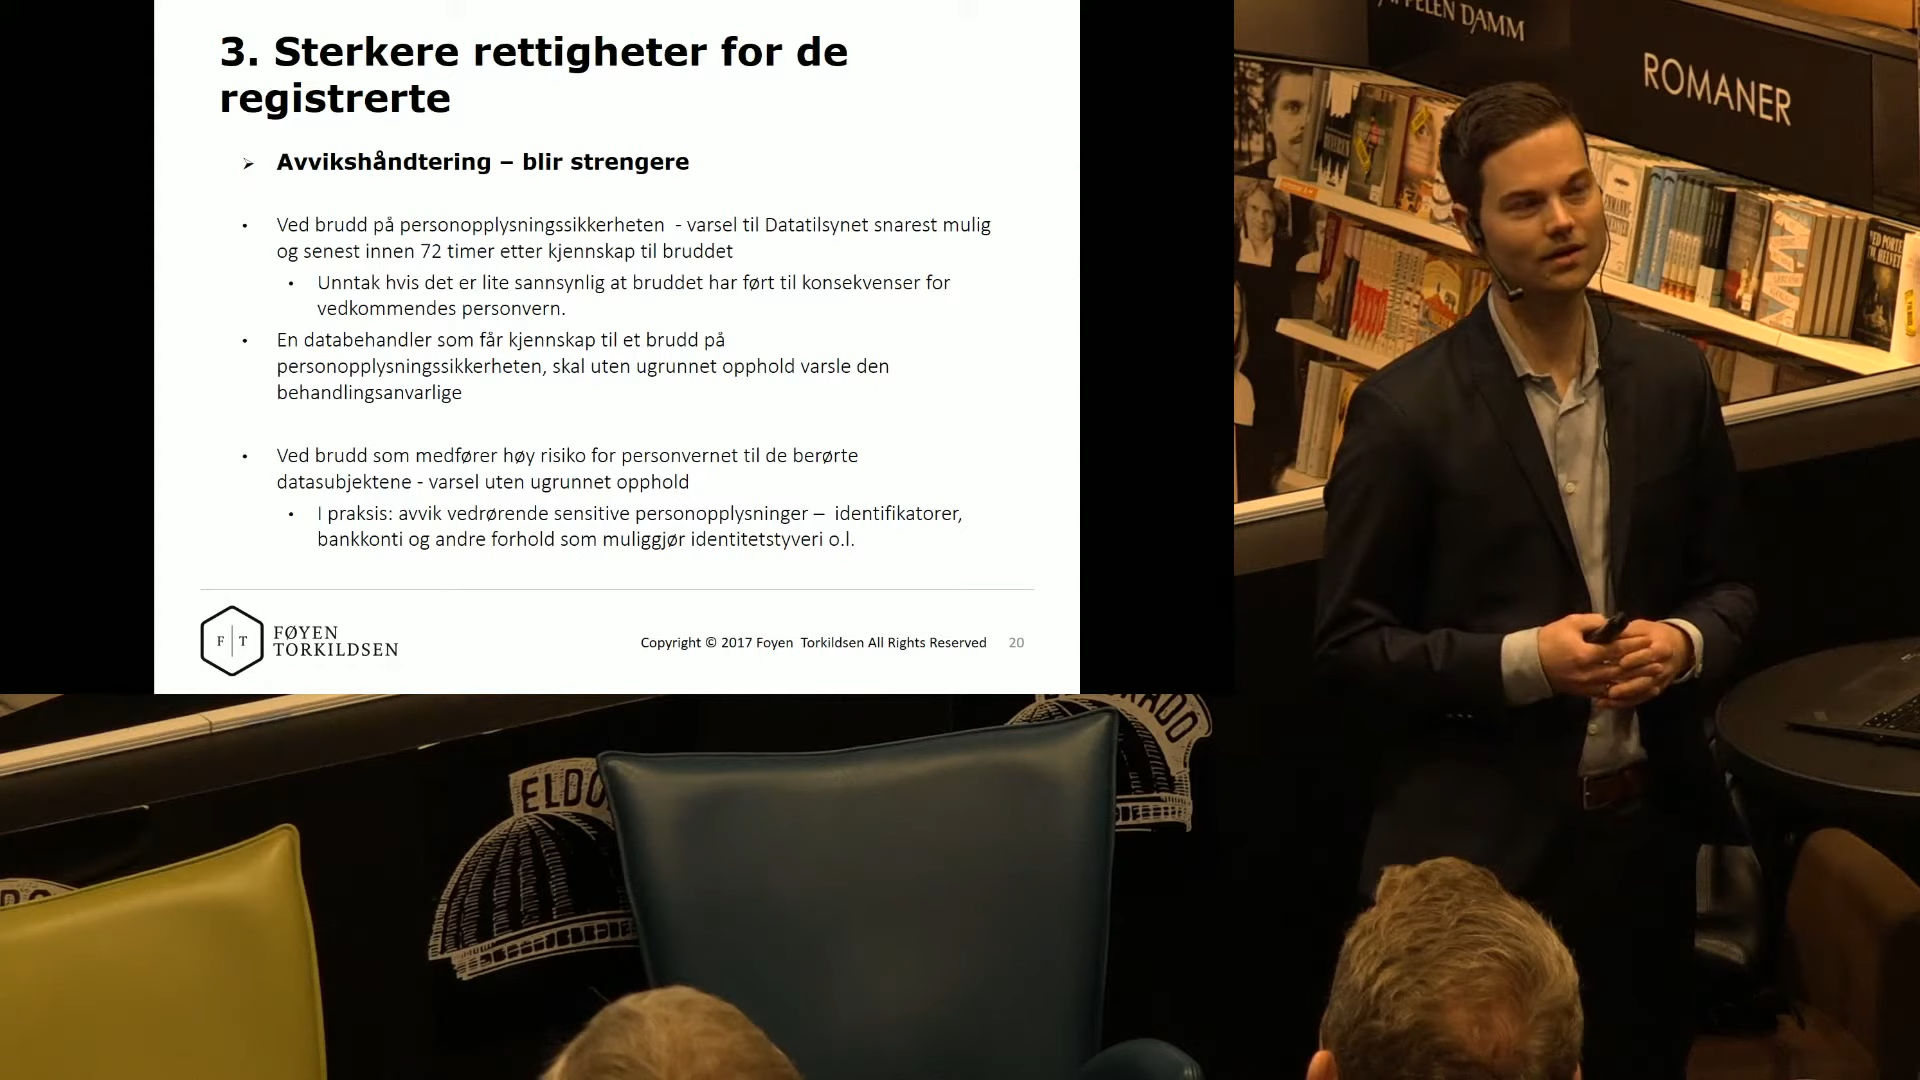 3. Sterkere rettigheter for de
registrerte
Avvikshåndtering – blir strengere
Ved brudd på personopplysningssikkerheten - varsel til Datatilsynet snarest mulig
og senest innen 72 timer etter kjennskap til bruddet
Unntak hvis det er lite sannsynlig at bruddet har ført til konsekvenser for
vedkommendes personvern.
En databehandler som får kjennskap til et brudd på
personopplysningssikkerheten, skal uten ugrunnet opphold varsle den
behandlingsanvarlige
Ved brudd som medfører høy risiko for personvernet til de berørte
datasubjektene - varsel uten ugrunnet opphold
I praksis: avvik vedrørende sensitive personopplysninger – identifikatorer,
bankkonti og andre forhold som muliggjør identitetstyveri o.l.
F T
FØYEN
TORKILDSEN
Copyright © 2017 Foyen Torkildsen All Rights Reserved 20
DAMM
ROMANER
ELDO